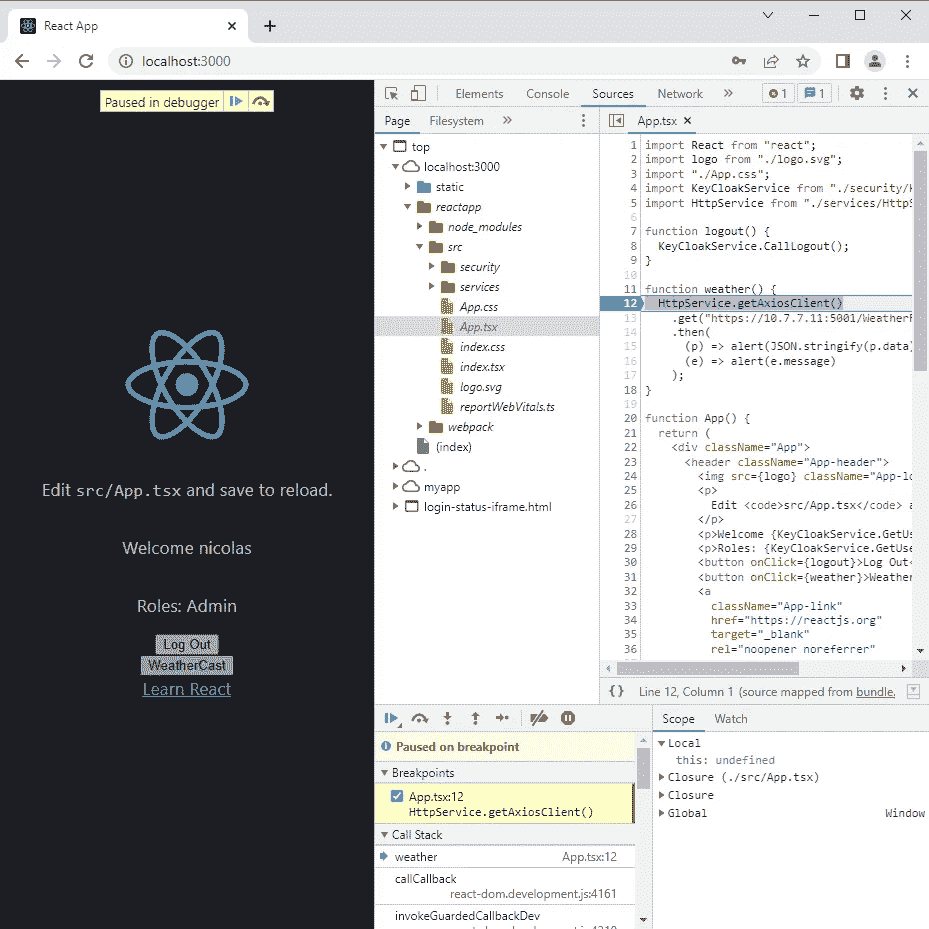 React App
localhost:3000
Paused in debugger
Edit src/App.tsx and save to reload.
Welcome nicolas
Roles: Admin
Log Out
WeatherCast
Learn React
Elements Console Sources Network » 1 1
Page Filesystem »
top
localhost:3000
static
reactapp
node_modules
src
security
services
App.css
App.tsx
index.css
index.tsx
logo.svg
reportWebVitals.ts
webpack
(index)
.
myapp
login-status-iframe.html
App.tsx
1 import React from "react";
2 import logo from "./logo.svg";
3 import "./App.css";
4 import KeyCloakService from "./security/
5 import HttpService from "./services/Http
6
7 function logout() {
8 KeyCloakService.CallLogout();
9 }
10
11 function weather() {
12 HttpService.getAxiosClient()
13 .get("https://10.7.7.11:5001/Weather
14 .then(
15 (p) => alert(JSON.stringify(p.data)
16 (e) => alert(e.message)
17 );
18 }
19
20 function App() {
21 return (
22 <div className="App">
23 <header className="App-header">
24 <img src={logo} className="App-lo
25 <p>
26 Edit <code>src/App.tsx</code> a
27 </p>
28 <p>Welcome {KeyCloakService.GetUs
29 <p>Roles: {KeyCloakService.GetUse
30 <button onClick={logout}>Log Out<
31 <button onClick={weather}>Weather
32 <a
33 className="App-link"
34 href="https://reactjs.org"
35 target="_blank"
36 rel="noopener noreferrer"
{} Line 12, Column 1 (source mapped from bundle.
Paused on breakpoint
Breakpoints
App.tsx:12
HttpService.getAxiosClient()
Call Stack
weather App.tsx:12
callCallback
react-dom.development.js:4161
invokeGuardedCallbackDev
Scope Watch
Local
this: undefined
Closure (./src/App.tsx)
Closure
Global Window